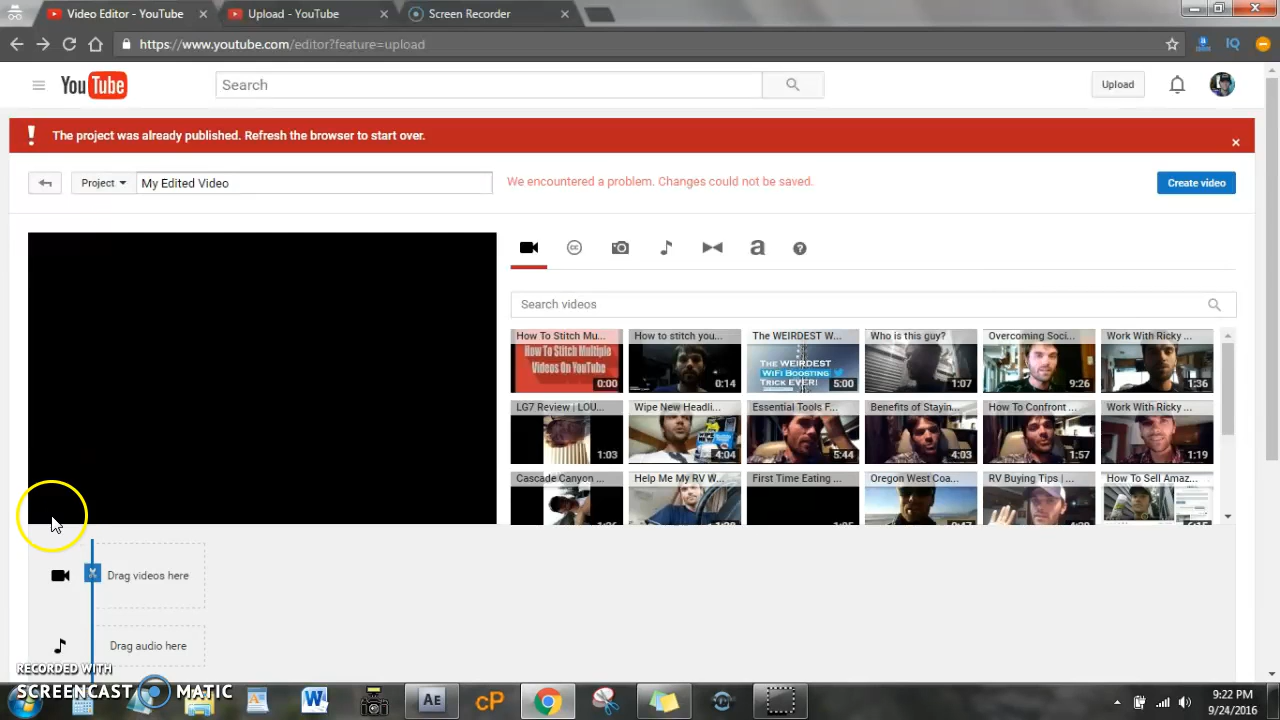 Video Editor - YouTube
Upload - YouTube
Screen Recorder
https://www.youtube.com/editor?feature=upload
IQ
YouTube
Search
Upload
The project was already published. Refresh the browser to start over.
Project
My Edited Video
We encountered a problem. Changes could not be saved.
Create video
CC
a
?
Search videos
How To Stitch Mu...
How to stitch you...
The WEIRDEST W...
Who is this guy?
Overcoming Soci...
Work With Ricky ...
How To Stitch Multiple
Videos On YouTube
THE WEIRDEST
WIFI BOOSTING
TRICK EVER!
0:00
0:14
5:00
1:07
9:26
1:36
LG7 Review | LOU...
Wipe New Headli...
Essential Tools F...
Benefits of Stayin...
How To Confront ...
Work With Ricky ...
1:03
4:04
5:44
4:03
1:57
1:19
Cascade Canyon ...
Help Me My RV W...
First Time Eating ...
Oregon West Coa...
RV Buying Tips | ...
How To Sell Amaz...
Drag videos here
Drag audio here
RECORDED WITH
SCREENCAST MATIC
W
AE
cP
9:22 PM
9/24/2016